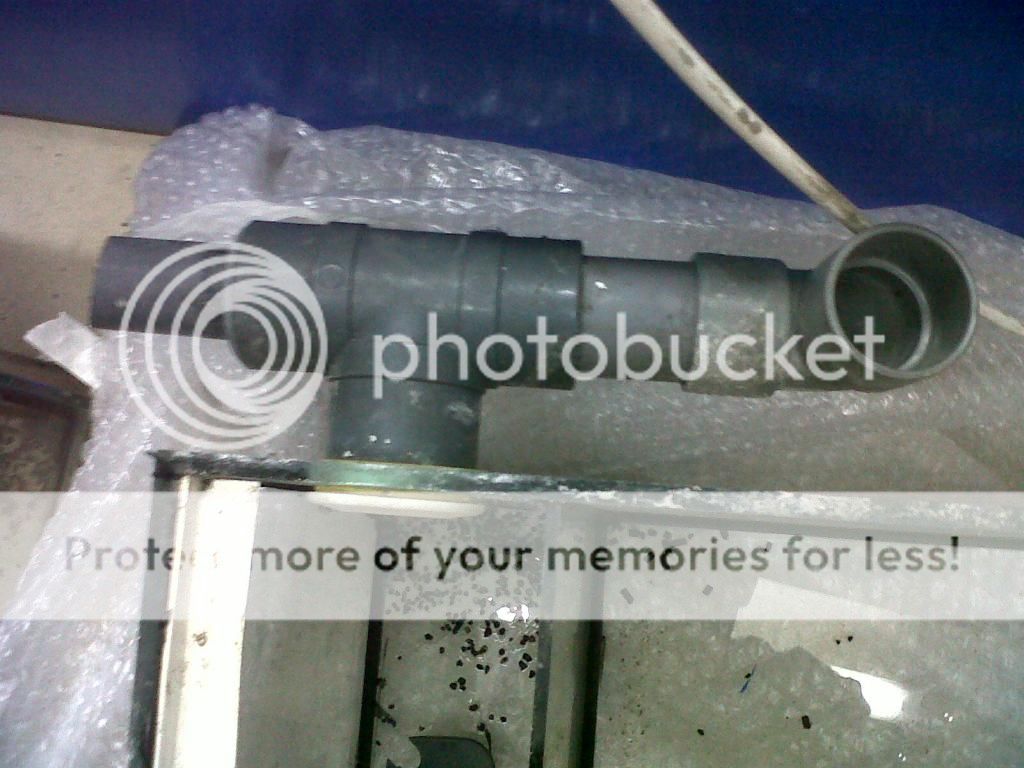 photobucket
Protect more of your memories for less!